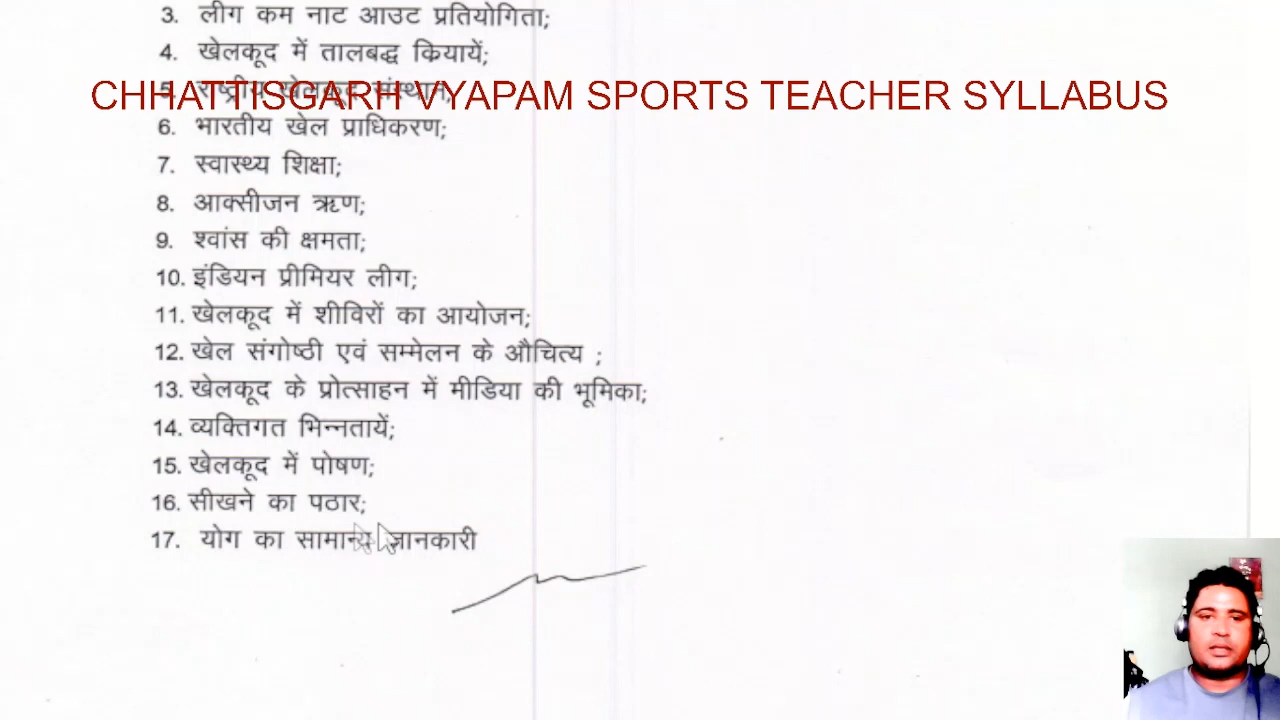 3. लीग कम नाट आउट प्रतियोगिता;
4. खेलकूद में तालबद्ध कियायें;
CHHATTISGARH VYAPAM SPORTS TEACHER SYLLABUS
5. राष्ट्रीय खेलकूद संस्थान;
6. भारतीय खेल प्राधिकरण;
7. स्वास्थ्य शिक्षा;
8. आक्सीजन ऋण;
9. श्वांस की क्षमता;
10. इंडियन प्रीमियर लीग;
11. खेलकूद में शीविरों का आयोजन;
12. खेल संगोष्ठी एवं सम्मेलन के औचित्य ;
13. खेलकूद के प्रोत्साहन में मीडिया की भूमिका;
14. व्यक्तिगत भिन्नतायें;
15. खेलकूद में पोषण;
16. सीखने का पठार;
17. योग का सामान्य ज्ञानकारी